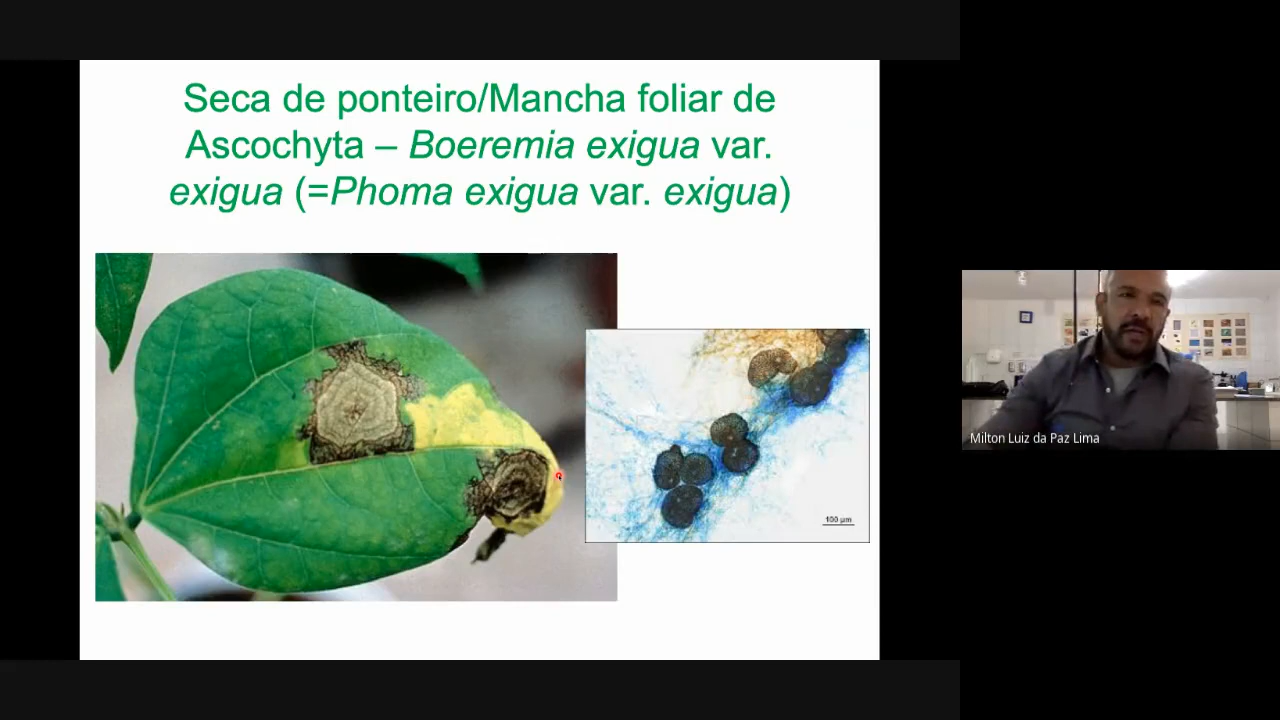 Seca de ponteiro/Mancha foliar de
Ascochyta – Boeremia exigua var.
exigua (=Phoma exigua var. exigua)
100 µm
Milton Luiz da Paz Lima